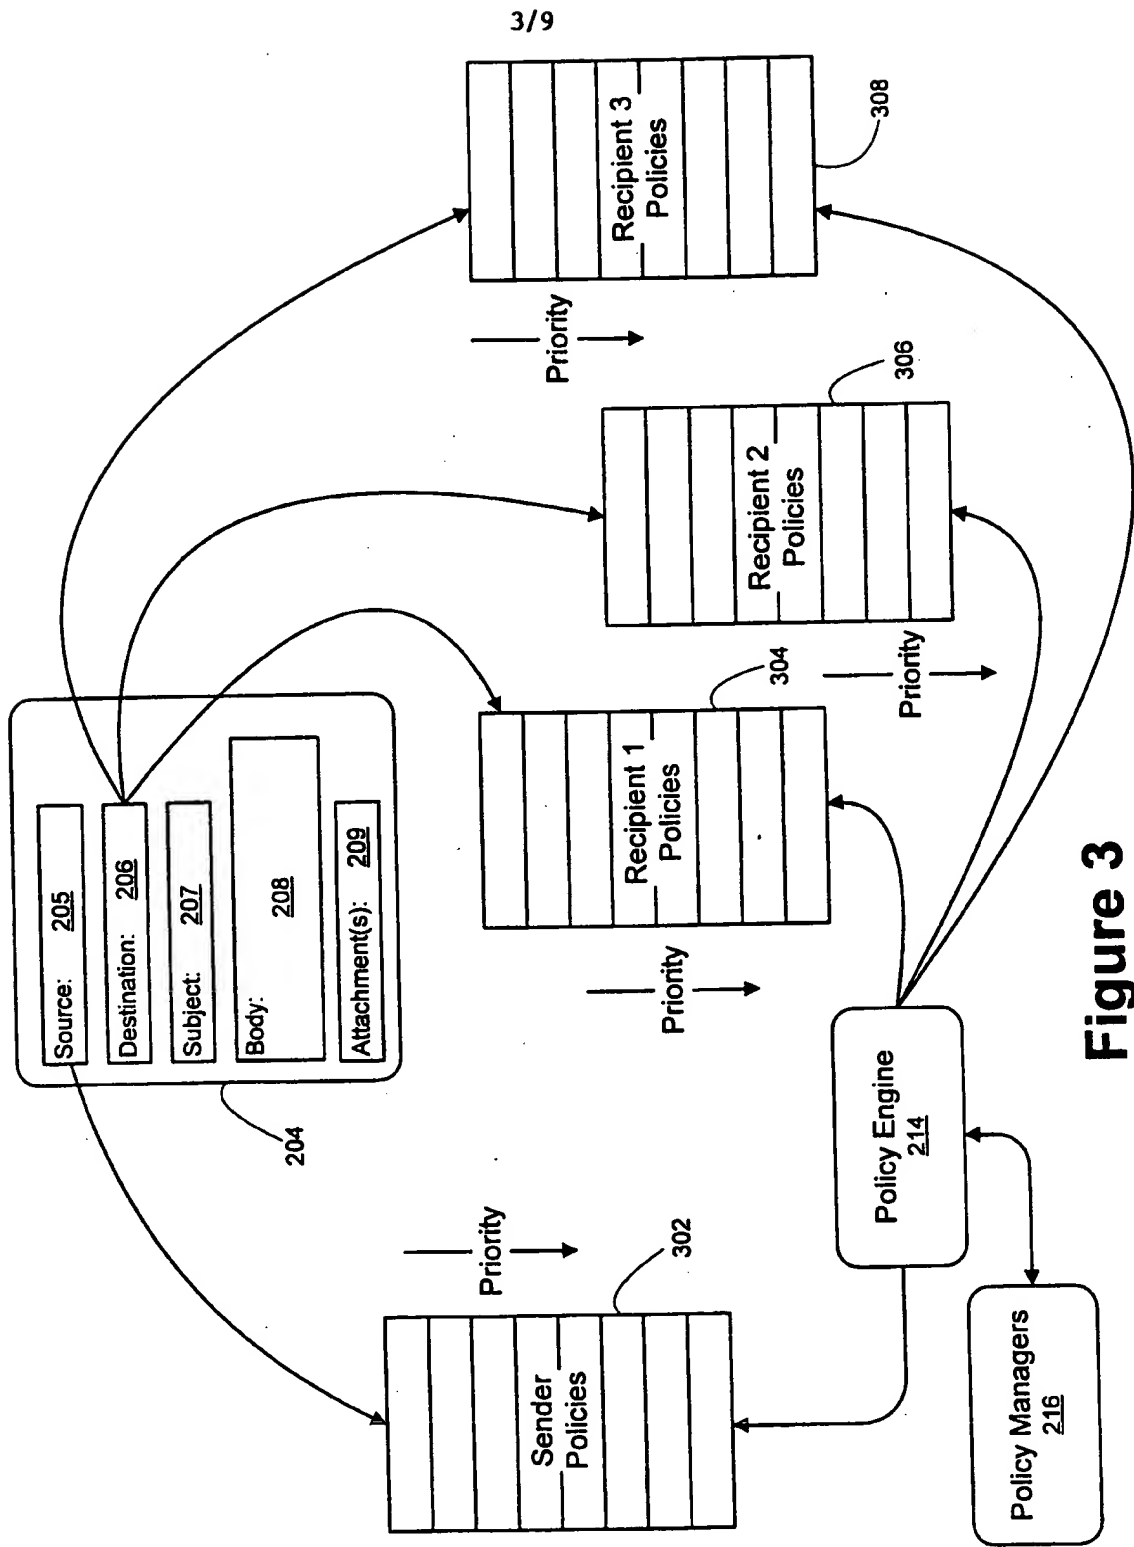 3/9
Source: 205
Destination: 206
Subject: 207
Body:
208
Attachment(s): 209
204
Sender
Policies
Priority
302
Recipient 1
Policies
Priority
304
Recipient 2
Policies
Priority
306
Recipient 3
Policies
Priority
308
Policy Engine
214
Policy Managers
216
Figure 3